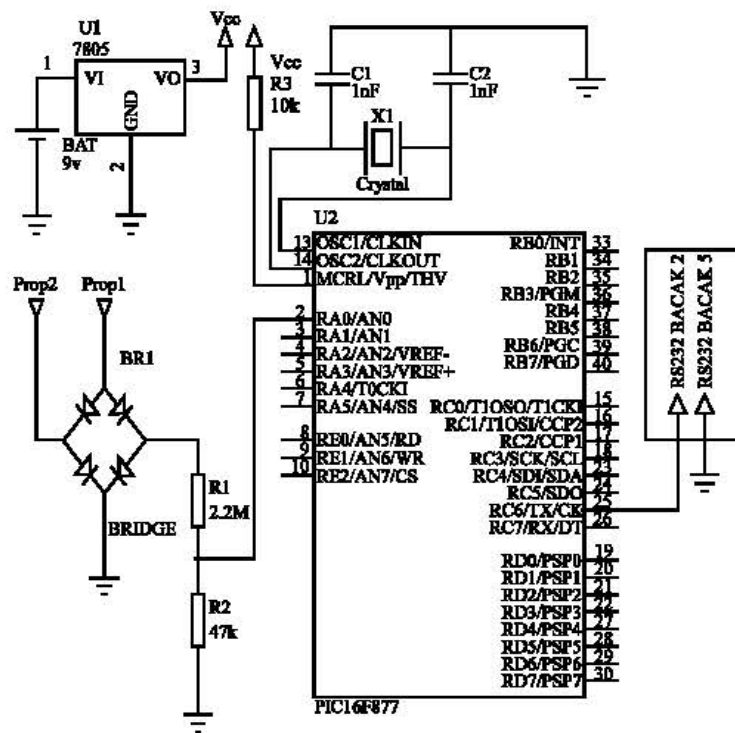 U1
7805
1
VI
VO
3
GND
2
BAT
9v
Vcc
Vcc
R3
10k
C1
1nF
C2
1nF
X1
Crystal
U2
13 OSC1/CLKIN
14 OSC2/CLKOUT
1 MCRL/Vpp/THV
2 RA0/AN0
3 RA1/AN1
4 RA2/AN2/VREF-
5 RA3/AN3/VREF+
6 RA4/T0CKI
7 RA5/AN4/SS
8 RE0/AN5/RD
9 RE1/AN6/WR
10 RE2/AN7/CS
RB0/INT 33
RB1 34
RB2 35
RB3/PGM 36
RB4 37
RB5 38
RB6/PGC 39
RB7/PGD 40
RC0/T1OSO/T1CKI 15
RC1/T1OSI/CCP2 16
RC2/CCP1 17
RC3/SCK/SCL 18
RC4/SDI/SDA 23
RC5/SDO 24
RC6/TX/CK 25
RC7/RX/DT 26
RD0/PSP0 19
RD1/PSP1 20
RD2/PSP2 21
RD3/PSP3 22
RD4/PSP4 27
RD5/PSP5 28
RD6/PSP6 29
RD7/PSP7 30
PIC16F877
RS232 BACAK 2
RS232 BACAK 5
Prop2
Prop1
BR1
BRIDGE
R1
2.2M
R2
47k